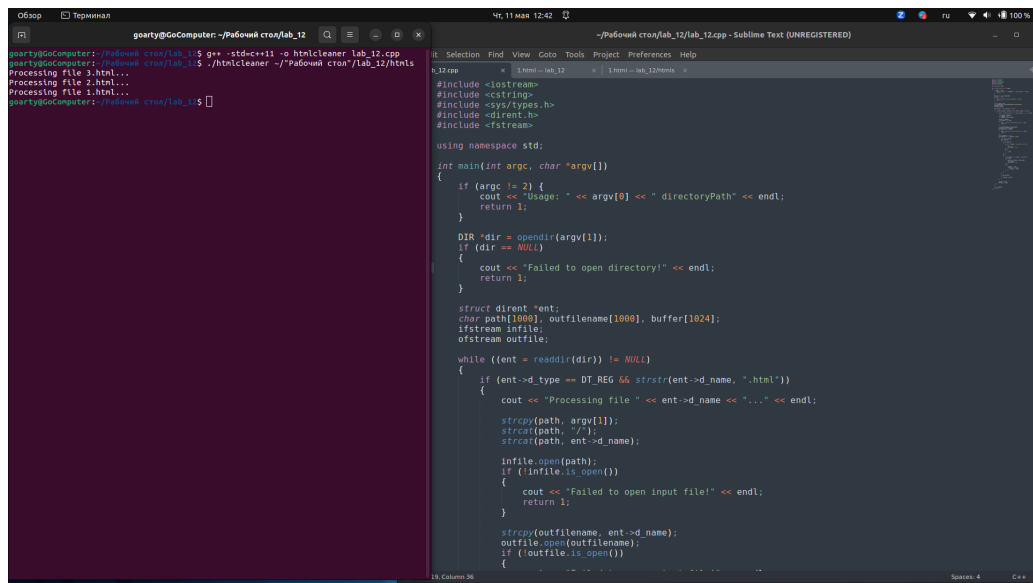 Обзор
Терминал
Чт, 11 мая 12:42
ru
100 %
goarty@GoComputer: ~/Рабочий стол/lab_12
goarty@GoComputer:~/Рабочий стол/lab_12$ g++ -std=c++11 -o htmlcleaner lab_12.cpp
goarty@GoComputer:~/Рабочий стол/lab_12$ ./htmlcleaner ~/"Рабочий стол"/lab_12/htmls
Processing file 3.html...
Processing file 2.html...
Processing file 1.html...
goarty@GoComputer:~/Рабочий стол/lab_12$
~/Рабочий стол/lab_12/lab_12.cpp - Sublime Text (UNREGISTERED)
it Selection Find View Goto Tools Project Preferences Help
b_12.cpp
1.html — lab_12
1.html — lab_12/htmls
#include <iostream>
#include <cstring>
#include <sys/types.h>
#include <dirent.h>
#include <fstream>
using namespace std;
int main(int argc, char *argv[])
{
if (argc != 2) {
cout << "Usage: " << argv[0] << " directoryPath" << endl;
return 1;
}
DIR *dir = opendir(argv[1]);
if (dir == NULL)
{
cout << "Failed to open directory!" << endl;
return 1;
}
struct dirent *ent;
char path[1000], outfilename[1000], buffer[1024];
ifstream infile;
ofstream outfile;
while ((ent = readdir(dir)) != NULL)
{
if (ent->d_type == DT_REG && strstr(ent->d_name, ".html"))
{
cout << "Processing file " << ent->d_name << "..." << endl;
strcpy(path, argv[1]);
strcat(path, "/");
strcat(path, ent->d_name);
infile.open(path);
if (!infile.is_open())
{
cout << "Failed to open input file!" << endl;
return 1;
}
strcpy(outfilename, ent->d_name);
outfile.open(outfilename);
if (!outfile.is_open())
{
19, Column 36
Spaces: 4
C++